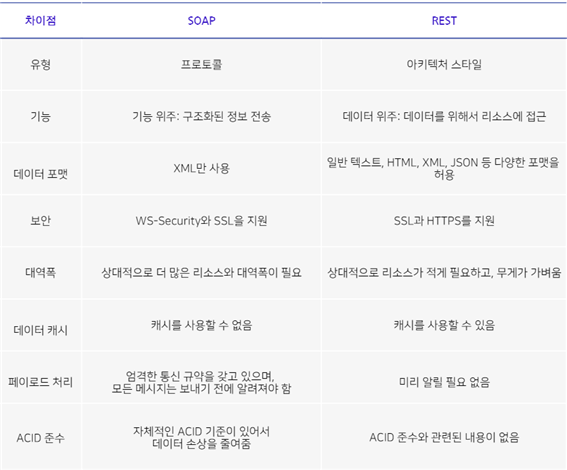 차이점 SOAP REST
유형 프로토콜 아키텍처 스타일
기능 기능 위주: 구조화된 정보 전송 데이터 위주: 데이터를 위해서 리소스에 접근
데이터 포맷 XML만 사용 일반 텍스트, HTML, XML, JSON 등 다양한 포맷을
허용
보안 WS-Security와 SSL을 지원 SSL과 HTTPS를 지원
대역폭 상대적으로 더 많은 리소스와 대역폭이 필요 상대적으로 리소스가 적게 필요하고, 무게가 가벼움
데이터 캐시 캐시를 사용할 수 없음 캐시를 사용할 수 있음
페이로드 처리 엄격한 통신 규약을 갖고 있으며,
모든 메시지는 보내기 전에 알려져야 함 미리 알릴 필요 없음
ACID 준수 자체적인 ACID 기준이 있어서
데이터 손상을 줄여줌 ACID 준수와 관련된 내용이 없음